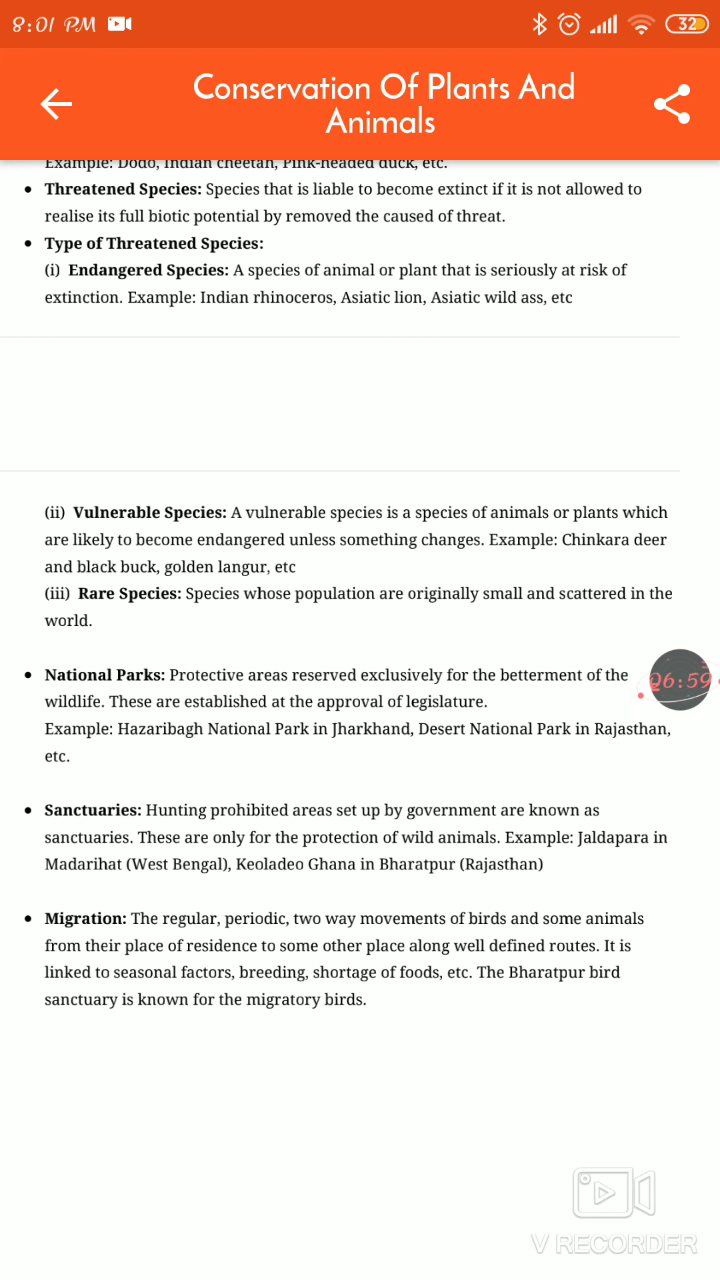 8:01 PM
32
Conservation Of Plants And
Animals
Example: Dodo, Indian cheetah, Pink-headed duck, etc.
• Threatened Species: Species that is liable to become extinct if it is not allowed to
realise its full biotic potential by removed the caused of threat.
• Type of Threatened Species:
(i) Endangered Species: A species of animal or plant that is seriously at risk of
extinction. Example: Indian rhinoceros, Asiatic lion, Asiatic wild ass, etc
(ii) Vulnerable Species: A vulnerable species is a species of animals or plants which
are likely to become endangered unless something changes. Example: Chinkara deer
and black buck, golden langur, etc
(iii) Rare Species: Species whose population are originally small and scattered in the
world.
• National Parks: Protective areas reserved exclusively for the betterment of the
06:59
wildlife. These are established at the approval of legislature.
Example: Hazaribagh National Park in Jharkhand, Desert National Park in Rajasthan,
etc.
• Sanctuaries: Hunting prohibited areas set up by government are known as
sanctuaries. These are only for the protection of wild animals. Example: Jaldapara in
Madarihat (West Bengal), Keoladeo Ghana in Bharatpur (Rajasthan)
• Migration: The regular, periodic, two way movements of birds and some animals
from their place of residence to some other place along well defined routes. It is
linked to seasonal factors, breeding, shortage of foods, etc. The Bharatpur bird
sanctuary is known for the migratory birds.
V RECORDER